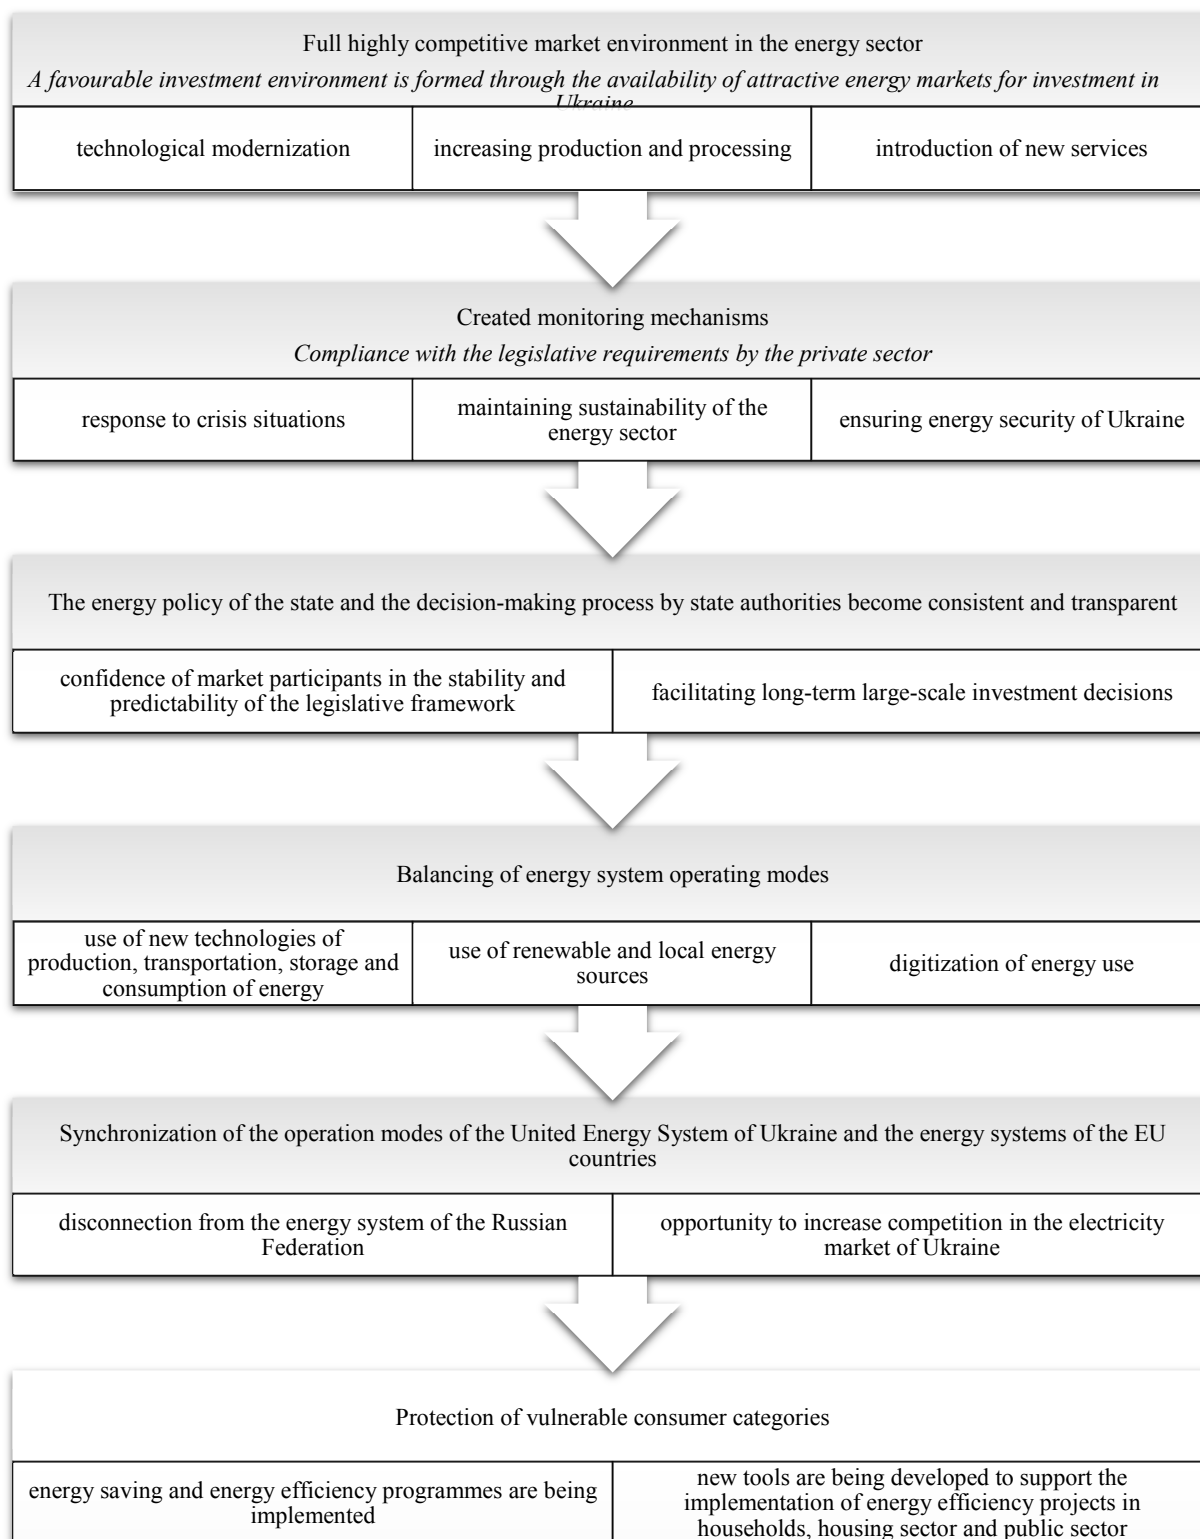 Full highly competitive market environment in the energy sector
A favourable investment environment is formed through the availability of attractive energy markets for investment in
Ukraine
technological modernization
increasing production and processing
introduction of new services
Created monitoring mechanisms
Compliance with the legislative requirements by the private sector
response to crisis situations
maintaining sustainability of the
energy sector
ensuring energy security of Ukraine
The energy policy of the state and the decision-making process by state authorities become consistent and transparent
confidence of market participants in the stability and
predictability of the legislative framework
facilitating long-term large-scale investment decisions
Balancing of energy system operating modes
use of new technologies of
production, transportation, storage and
consumption of energy
use of renewable and local energy
sources
digitization of energy use
Synchronization of the operation modes of the United Energy System of Ukraine and the energy systems of the EU
countries
disconnection from the energy system of the Russian
Federation
opportunity to increase competition in the electricity
market of Ukraine
Protection of vulnerable consumer categories
energy saving and energy efficiency programmes are being
implemented
new tools are being developed to support the
implementation of energy efficiency projects in
households, housing sector and public sector